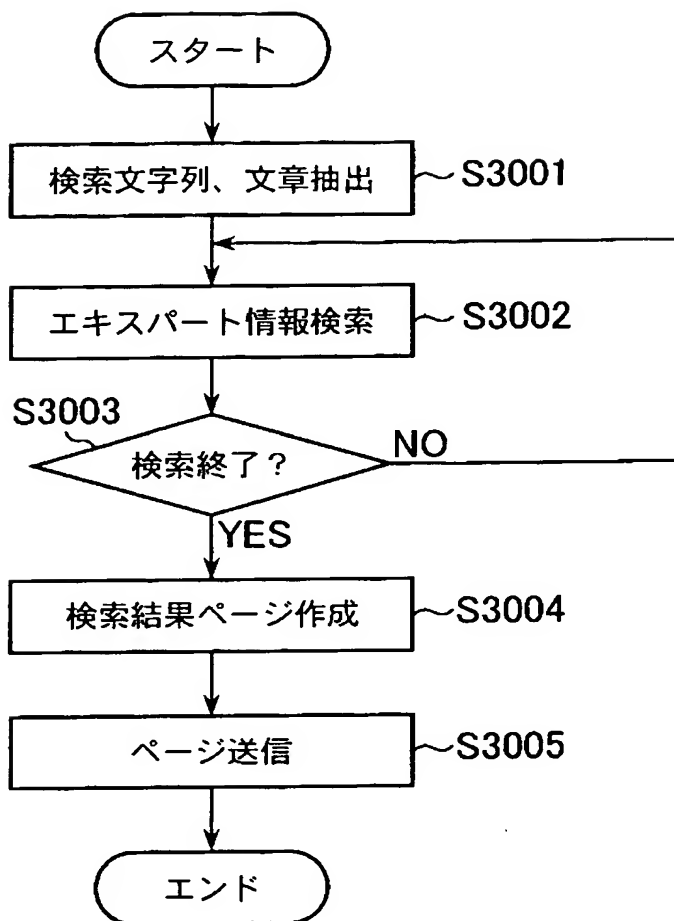 スタート
検索文字列、文章抽出
S3001
エキスパート情報検索
S3002
S3003
検索終了?
NO
YES
検索結果ページ作成
S3004
ページ送信
S3005
エンド